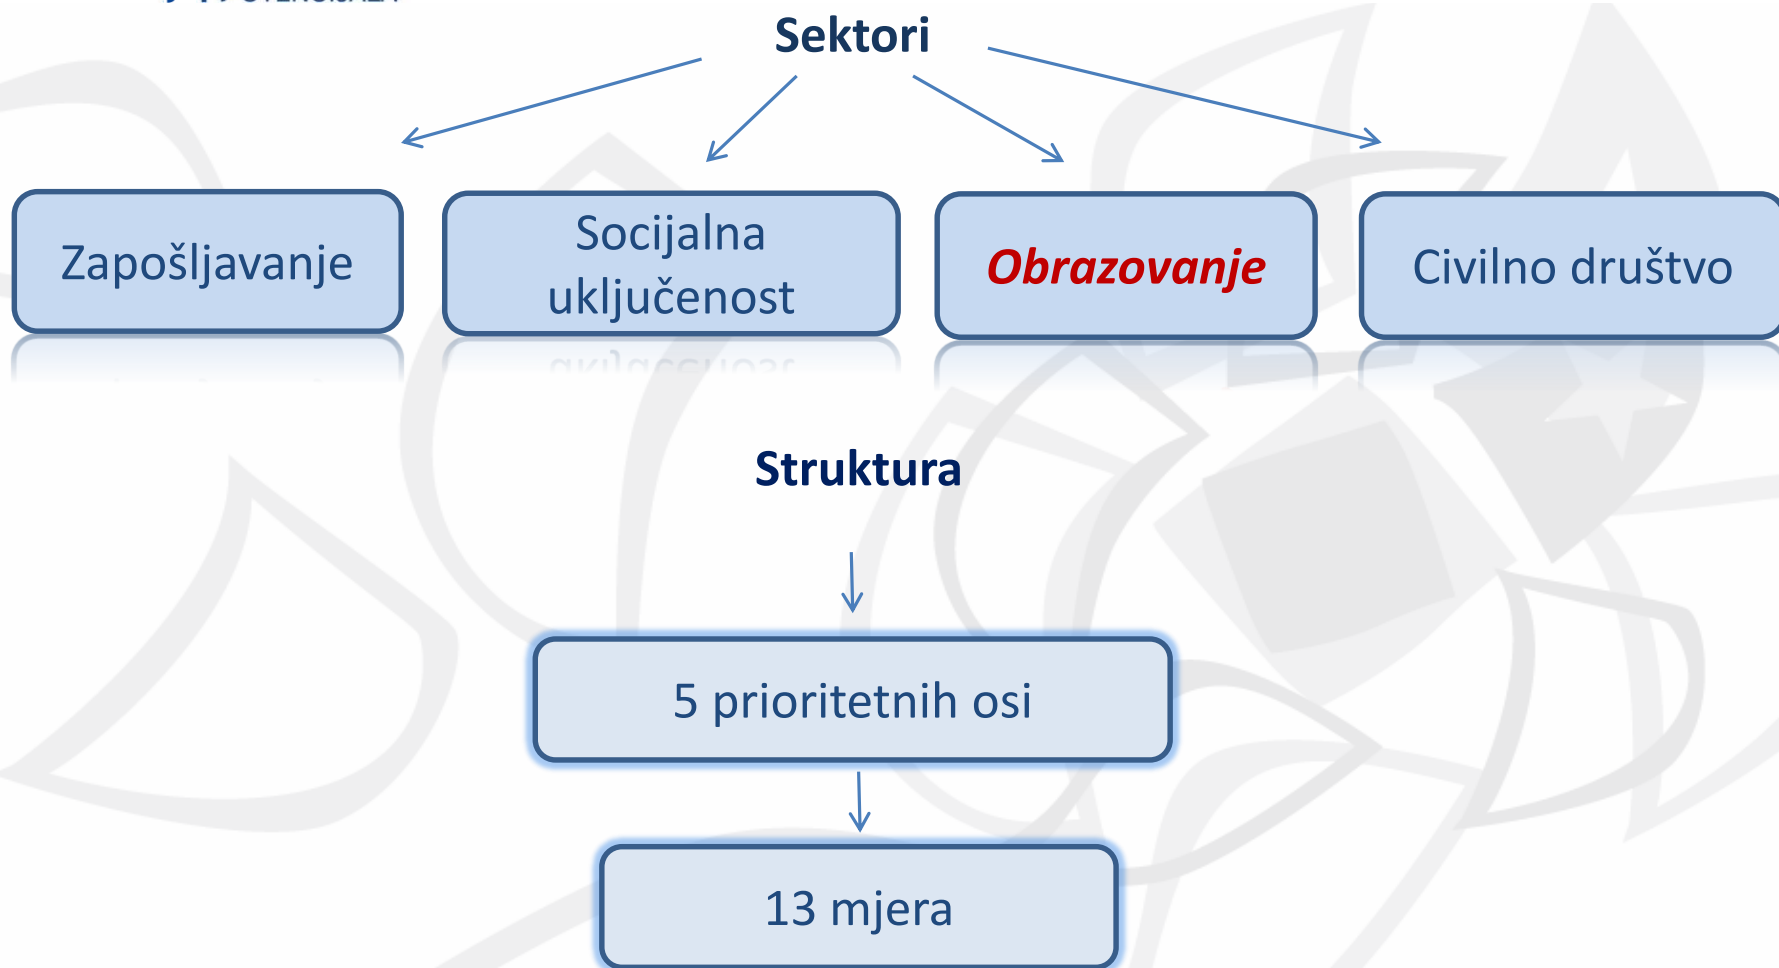 Sektori
Zapošljavanje
Socijalna
uključenost
Obrazovanje
Civilno društvo
Struktura
5 prioritetnih osi
13 mjera